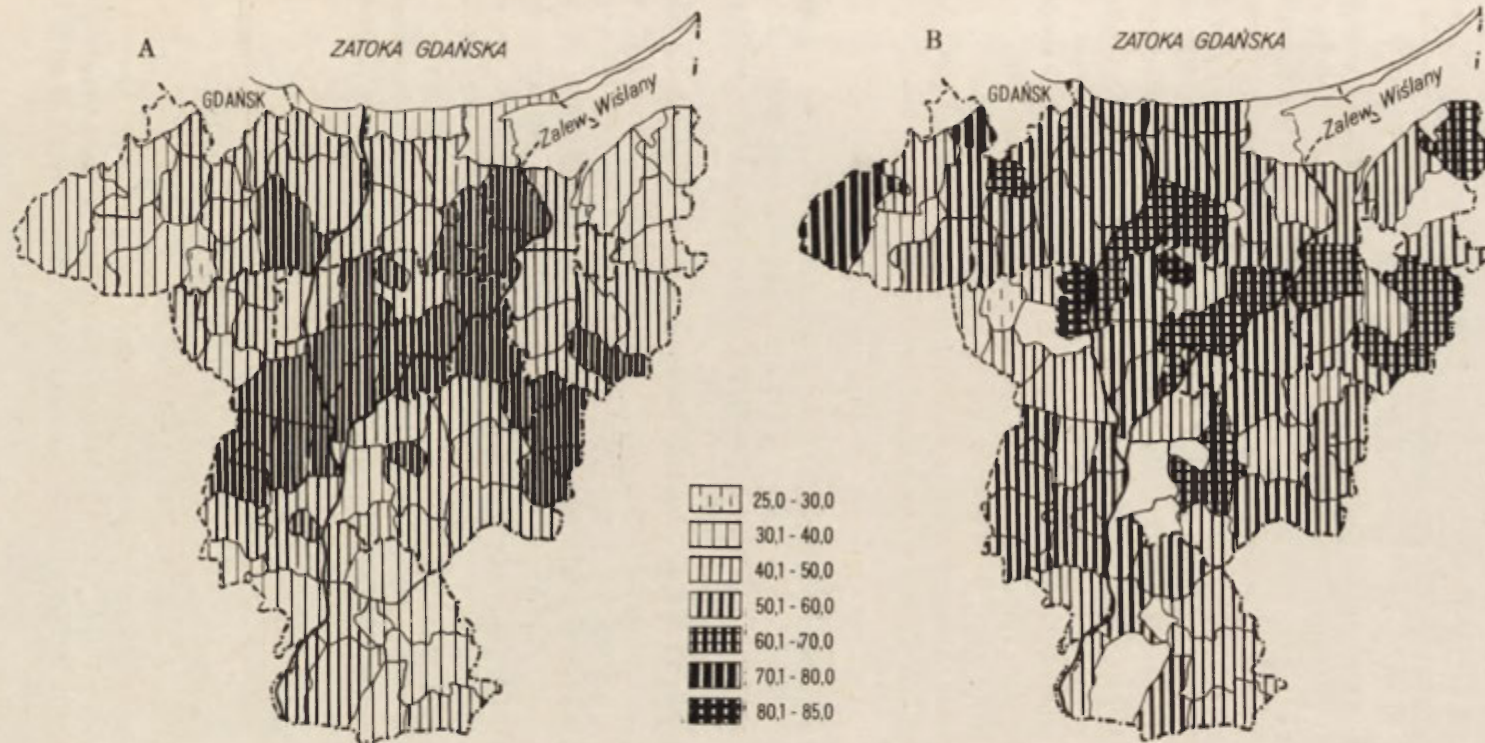 A
ZATOKA GDAŃSKA
GDAŃSK
Zalew Wiślany
B
ZATOKA GDAŃSKA
GDAŃSK
Zalew Wiślany
25,0 - 30,0
30,1 - 40,0
40,1 - 50,0
50,1 - 60,0
60,1 - 70,0
70,1 - 80,0
80,1 - 85,0